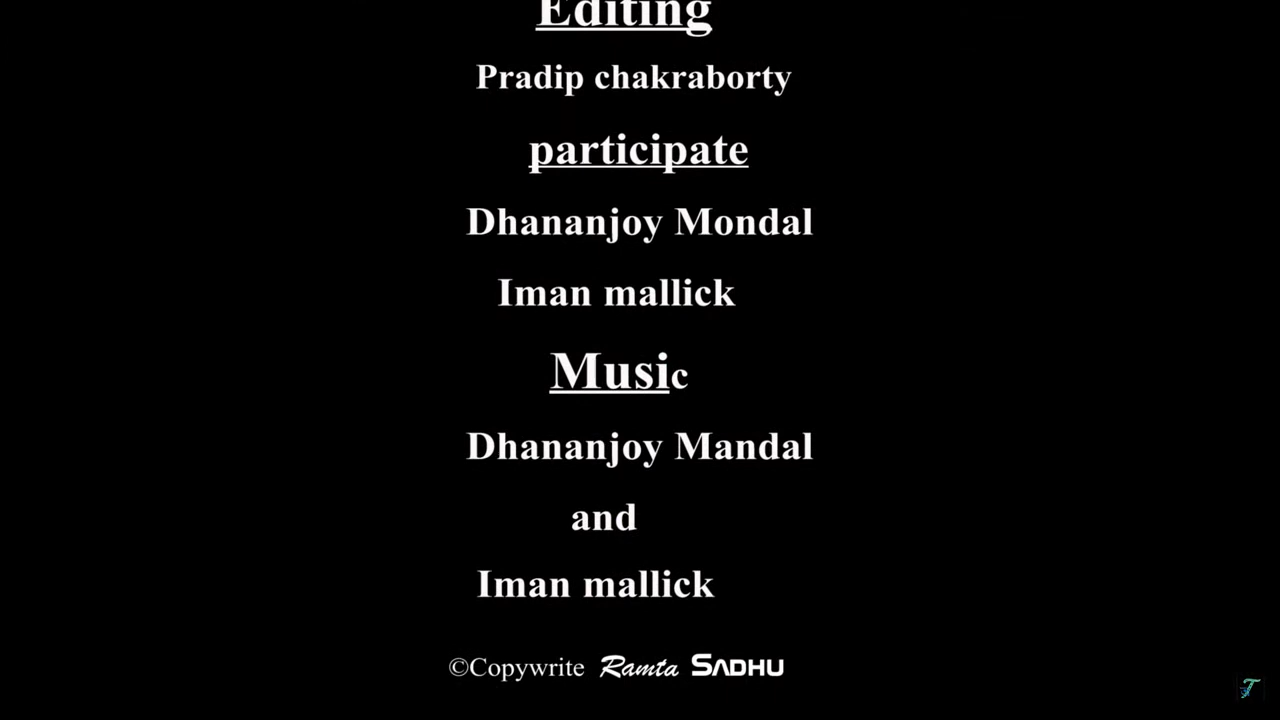 Editing
Pradip chakraborty
participate
Dhananjoy Mondal
Iman mallick
Music
Dhananjoy Mandal
and
Iman mallick
©Copywrite Ramta SADHU